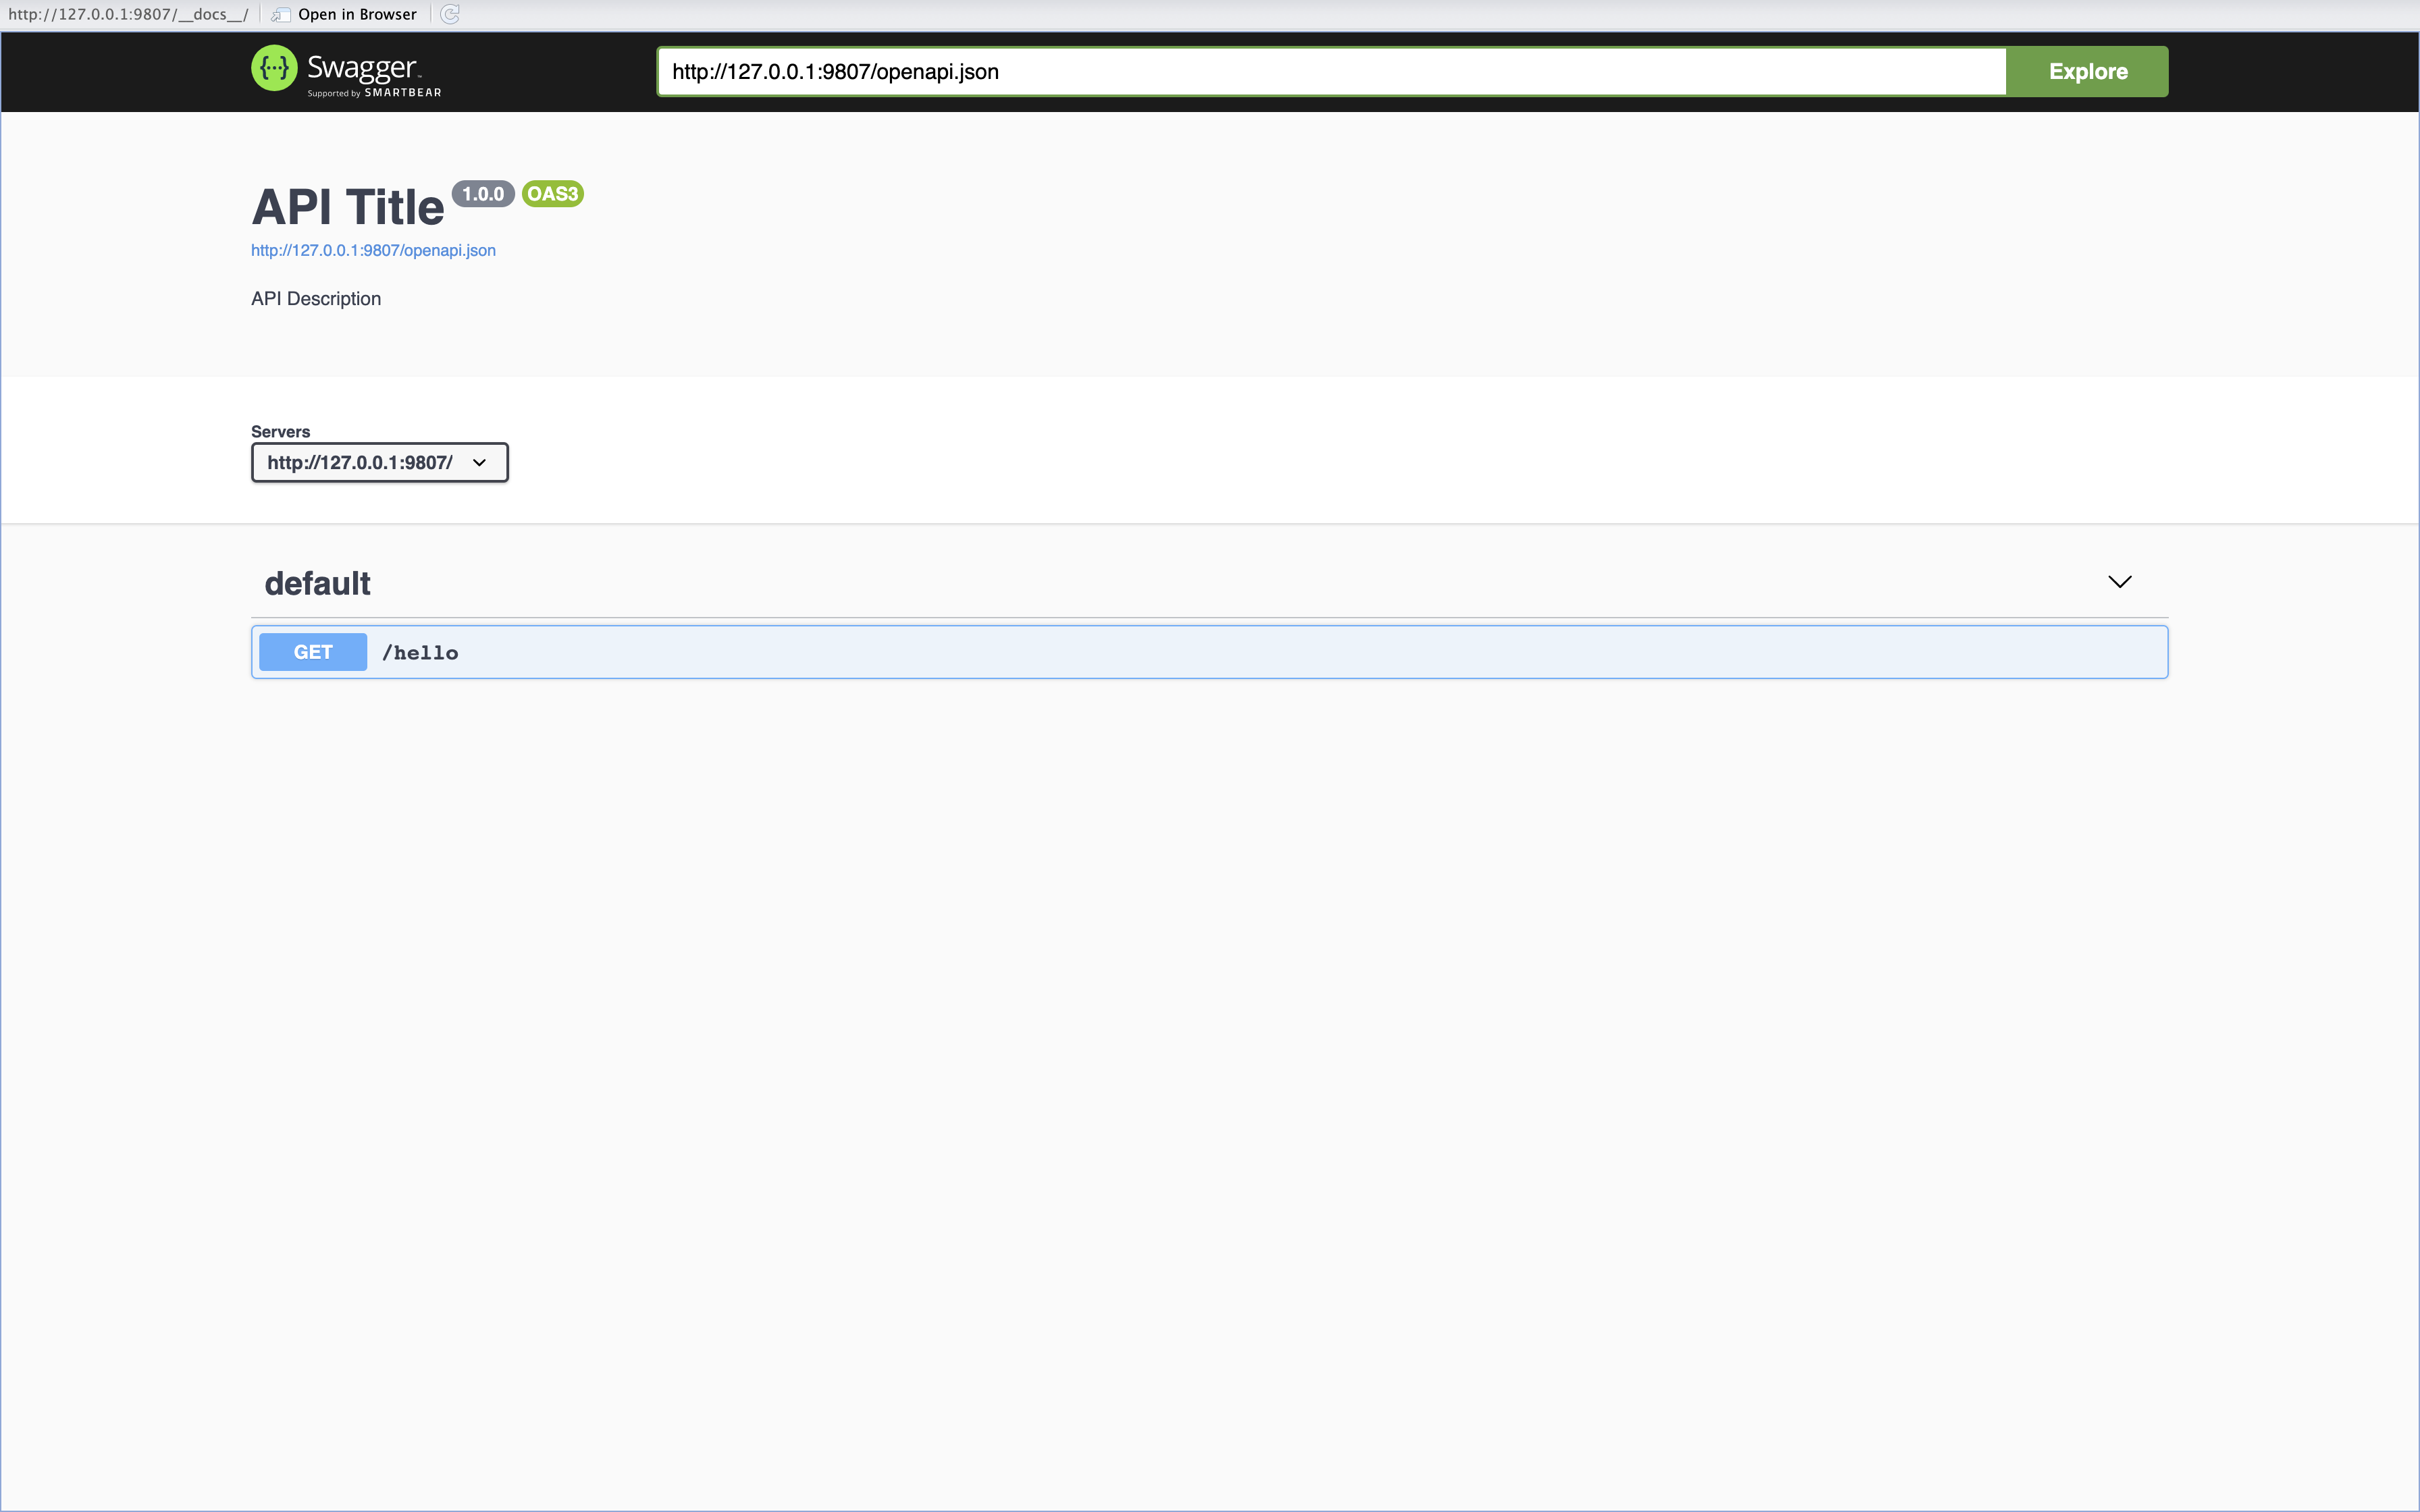 http://127.0.0.1:9807/__docs__/ Open in Browser
{···} Swagger™
Supported by SMARTBEAR
http://127.0.0.1:9807/openapi.json Explore
API Title 1.0.0 OAS3
http://127.0.0.1:9807/openapi.json
API Description
Servers
http://127.0.0.1:9807/
default
GET /hello